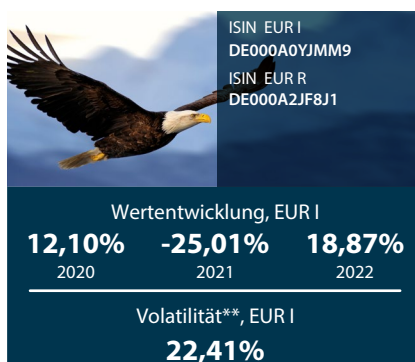 ISIN EUR I
DE000A0YJMM9
ISIN EUR R
DE000A2JF8J1
Wertentwicklung, EUR I
12,10% -25,01% 18,87%
2020 2021 2022
Volatilität**, EUR I
22,41%